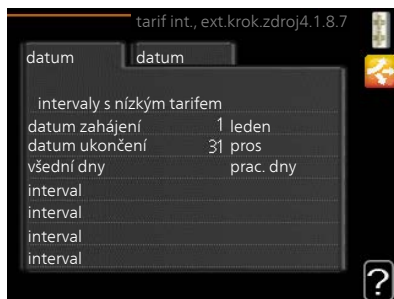 tarif int., ext.krok.zdroj4.1.8.7
datum datum
intervaly s nízkým tarifem
datum zahájení 1 leden
datum ukončení 31 pros
všední dny prac. dny
interval
interval
interval
interval
?